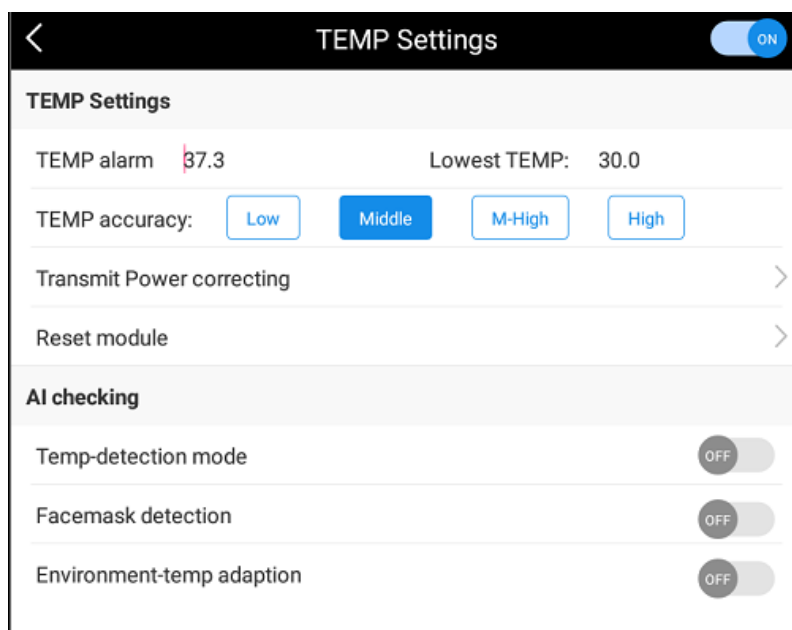 TEMP Settings ON
TEMP Settings
TEMP alarm 37.3 Lowest TEMP: 30.0
TEMP accuracy: Low Middle M-High High
Transmit Power correcting
Reset module
AI checking
Temp-detection mode OFF
Facemask detection OFF
Environment-temp adaption OFF